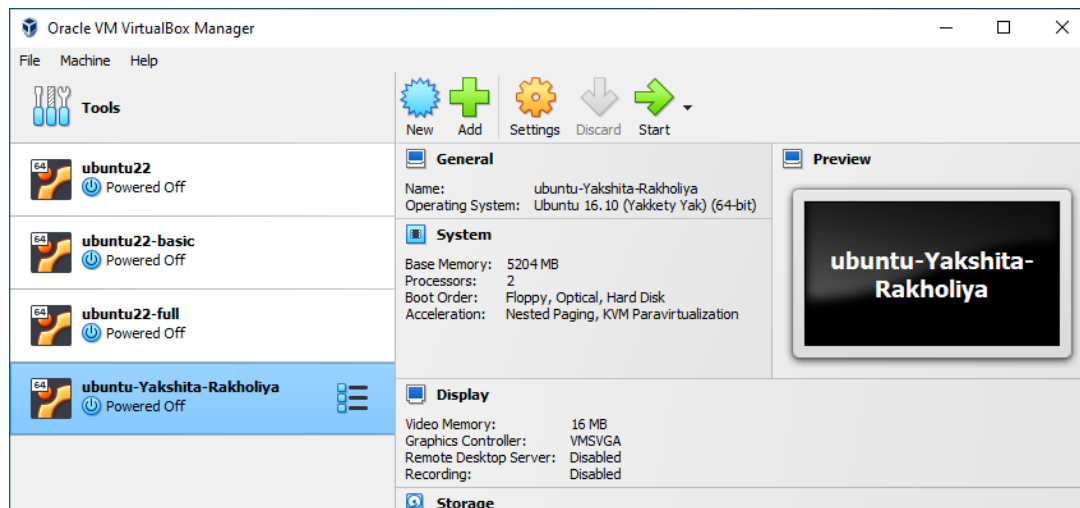 Oracle VM VirtualBox Manager
File Machine Help
Tools
New Add Settings Discard Start
64
ubuntu22
Powered Off
64
ubuntu22-basic
Powered Off
64
ubuntu22-full
Powered Off
64
ubuntu-Yakshita-Rakholiya
Powered Off
General
Name: ubuntu-Yakshita-Rakholiya
Operating System: Ubuntu 16.10 (Yakkety Yak) (64-bit)
System
Base Memory: 5204 MB
Processors: 2
Boot Order: Floppy, Optical, Hard Disk
Acceleration: Nested Paging, KVM Paravirtualization
Preview
ubuntu-Yakshita-
Rakholiya
Display
Video Memory: 16 MB
Graphics Controller: VMSVGA
Remote Desktop Server: Disabled
Recording: Disabled
Storage